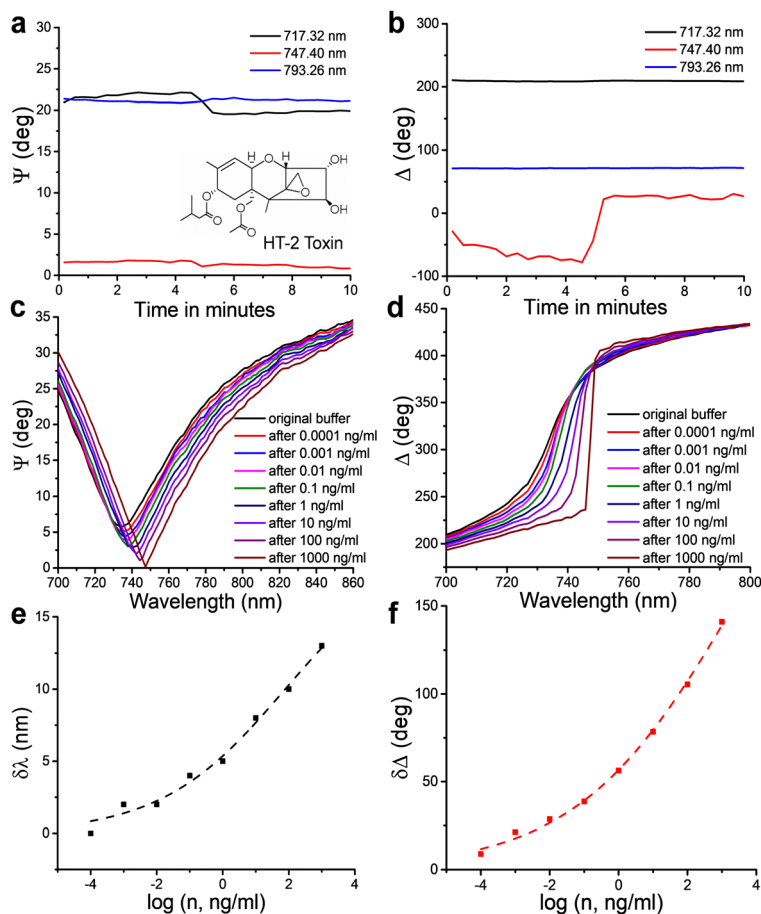 a
717.32 nm
747.40 nm
793.26 nm
30
25
20
15
10
5
0
Ψ (deg)
0 2 4 6 8 10
Time in minutes
O
H
H
OH
O
O
OH
O
O
O
HT-2 Toxin
b
717.32 nm
747.40 nm
793.26 nm
300
200
100
0
-100
Δ (deg)
0 2 4 6 8 10
Time in minutes
c
35
30
25
20
15
10
5
0
Ψ (deg)
original buffer
after 0.0001 ng/ml
after 0.001 ng/ml
after 0.01 ng/ml
after 0.1 ng/ml
after 1 ng/ml
after 10 ng/ml
after 100 ng/ml
after 1000 ng/ml
700 720 740 760 780 800 820 840 860
Wavelength (nm)
d
450
400
350
300
250
200
Δ (deg)
original buffer
after 0.0001 ng/ml
after 0.001 ng/ml
after 0.01 ng/ml
after 0.1 ng/ml
after 1 ng/ml
after 10 ng/ml
after 100 ng/ml
after 1000 ng/ml
700 720 740 760 780 800
Wavelength (nm)
e
15
10
5
0
δλ (nm)
-4 -2 0 2 4
log (n, ng/ml)
f
150
100
50
0
δΔ (deg)
-4 -2 0 2 4
log (n, ng/ml)